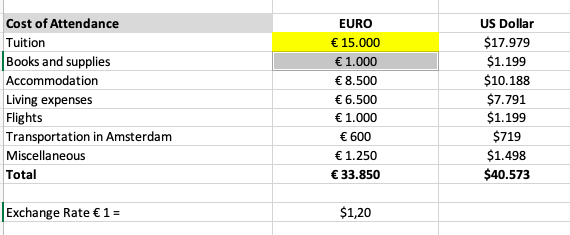 Cost of Attendance EURO US Dollar
Tuition € 15.000 $17.979
Books and supplies € 1.000 $1.199
Accommodation € 8.500 $10.188
Living expenses € 6.500 $7.791
Flights € 1.000 $1.199
Transportation in Amsterdam € 600 $719
Miscellaneous € 1.250 $1.498
Total € 33.850 $40.573
Exchange Rate € 1 = $1,20